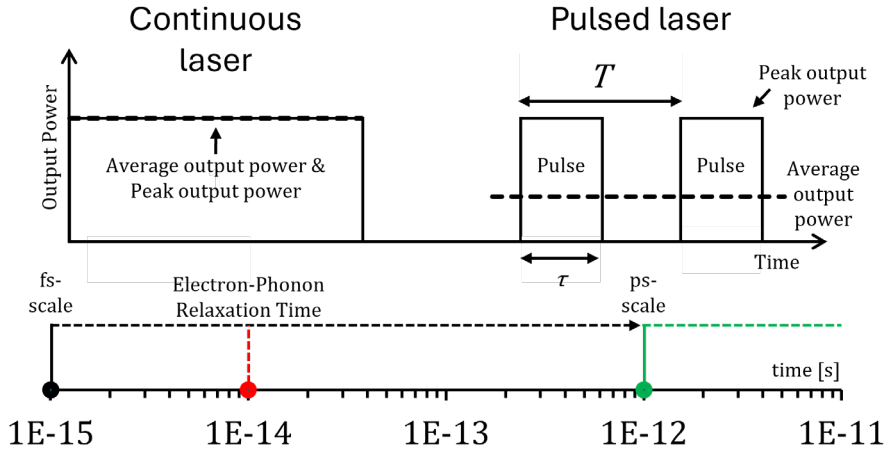 Continuous
laser
Pulsed laser
Output Power
Average output power &
Peak output power
T
Peak output
power
Pulse
Pulse
Average
output
power
τ
Time
fs-
scale
Electron-Phonon
Relaxation Time
ps-
scale
time [s]
1E-15
1E-14
1E-13
1E-12
1E-11